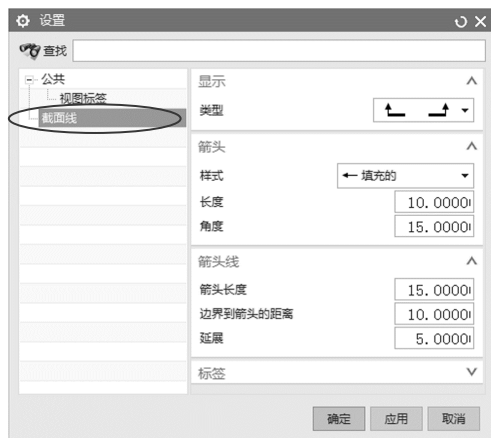 设置
查找
公共
视图标签
截面线
显示
类型
箭头
样式 填充的
长度 10.0000
角度 15.0000
箭头线
箭头长度 15.0000
边界到箭头的距离 10.0000
延展 5.0000
标签
确定 应用 取消